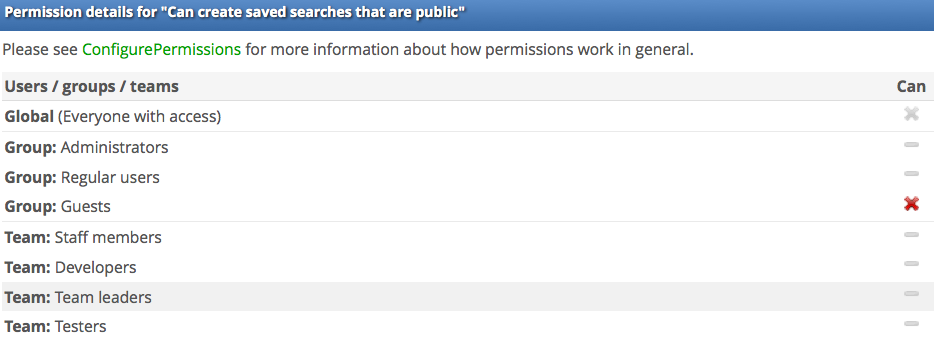 Permission details for "Can create saved searches that are public"
Please see ConfigurePermissions for more information about how permissions work in general.
Users / groups / teams Can
Global (Everyone with access)
Group: Administrators
Group: Regular users
Group: Guests
Team: Staff members
Team: Developers
Team: Team leaders
Team: Testers